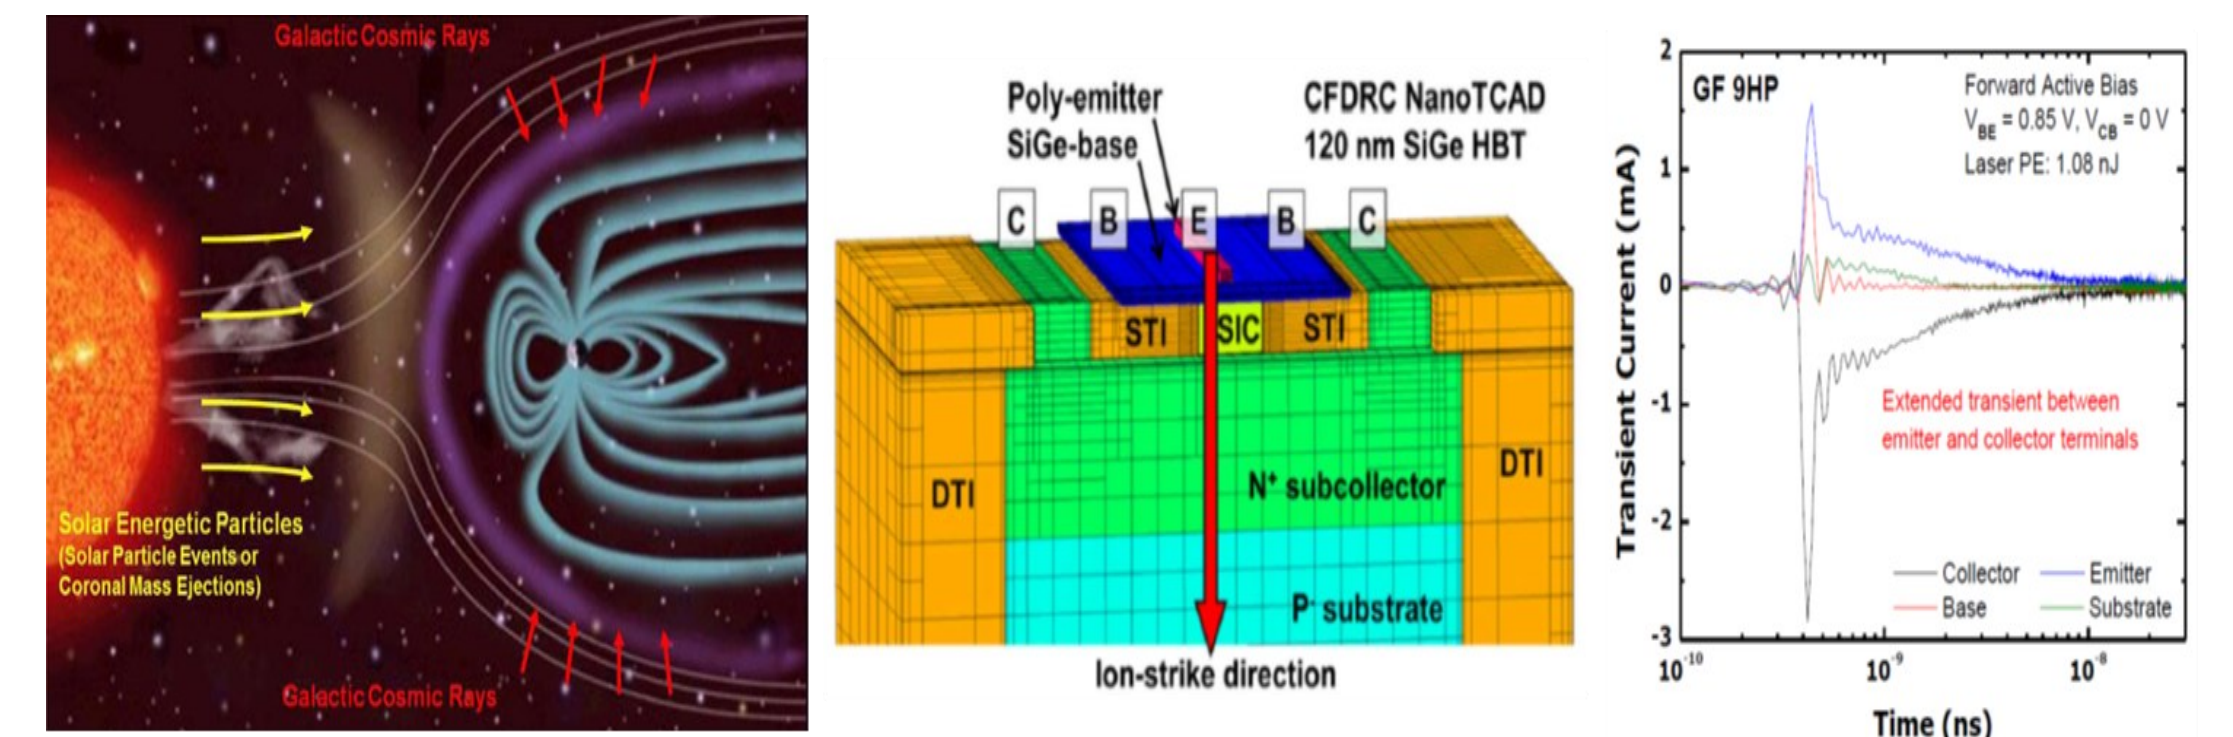 Galactic Cosmic Rays
Solar Energetic Particles
(Solar Particle Events or
Coronal Mass Ejections)
Galactic Cosmic Rays
Poly-emitter
SiGe-base
CFDRC NanoTCAD
120 nm SiGe HBT
C B E B C
STI SIC STI
DTI
N+ subcollector
DTI
P- substrate
Ion-strike direction
GF 9HP
Forward Active Bias
VBE = 0.85 V, VCB = 0 V
Laser PE: 1.08 nJ
Transient Current (mA)
2
1
0
-1
-2
-3
Extended transient between
emitter and collector terminals
Collector Emitter
Base Substrate
10-10 10-9 10-8
Time (ns)